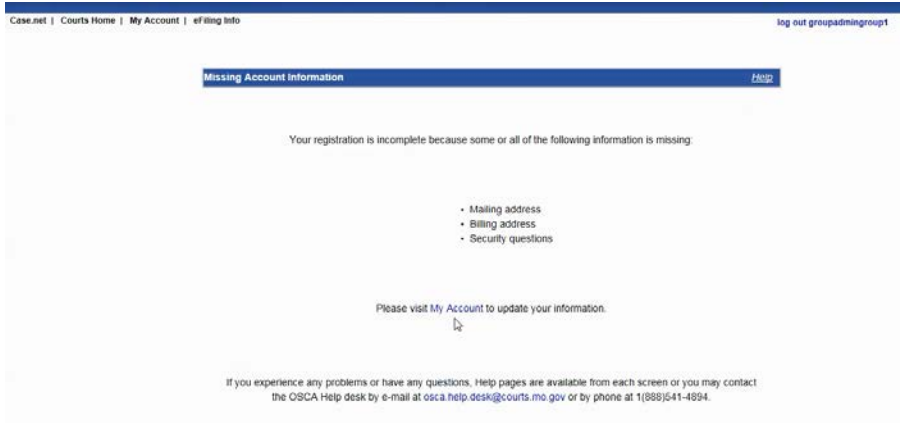 Case.net | Courts Home | My Account | eFiling Info
log out groupadmingroup1
Missing Account Information
Help
Your registration is incomplete because some or all of the following information is missing:
• Mailing address
• Billing address
• Security questions
Please visit My Account to update your information.
If you experience any problems or have any questions, Help pages are available from each screen or you may contact
the OSCA Help desk by e-mail at osca.help.desk@courts.mo.gov or by phone at 1(888)541-4894.